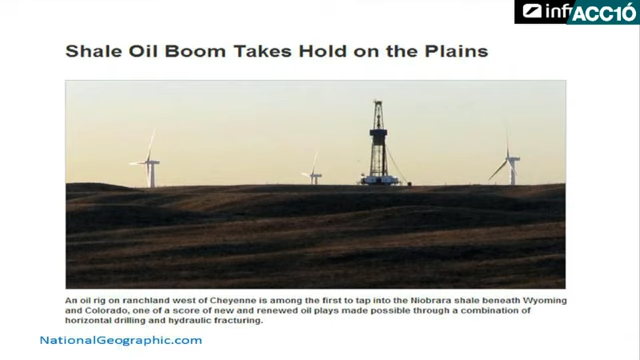 ACC1Ó
Shale Oil Boom Takes Hold on the Plains
An oil rig on ranchland west of Cheyenne is among the first to tap into the Niobrara shale beneath Wyoming
and Colorado, one of a score of new and renewed oil plays made possible through a combination of
horizontal drilling and hydraulic fracturing.
NationalGeographic.com